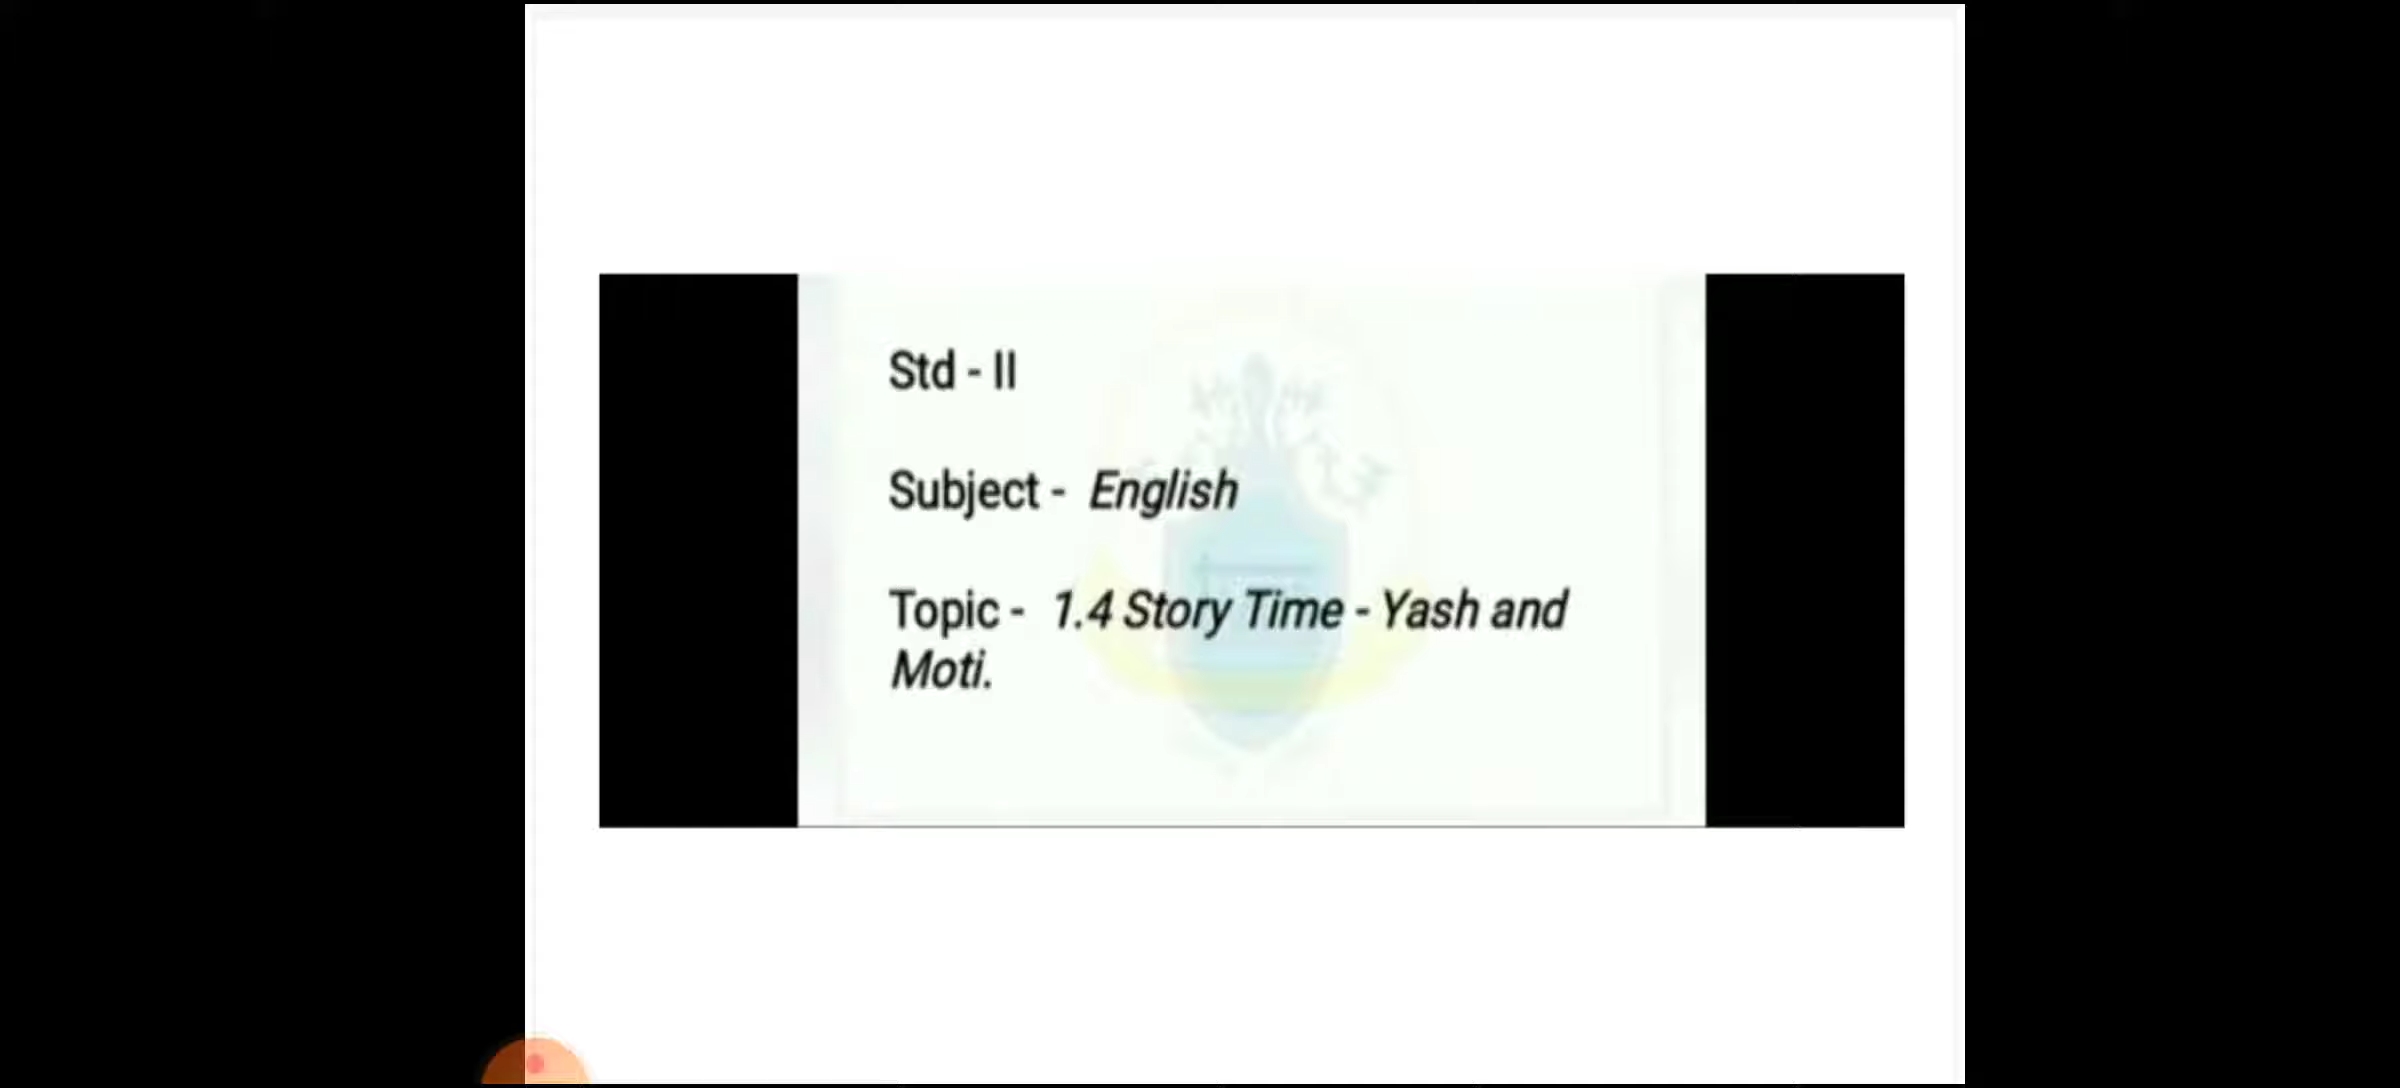 Std - II
Subject - English
Topic - 1.4 Story Time - Yash and
Moti.